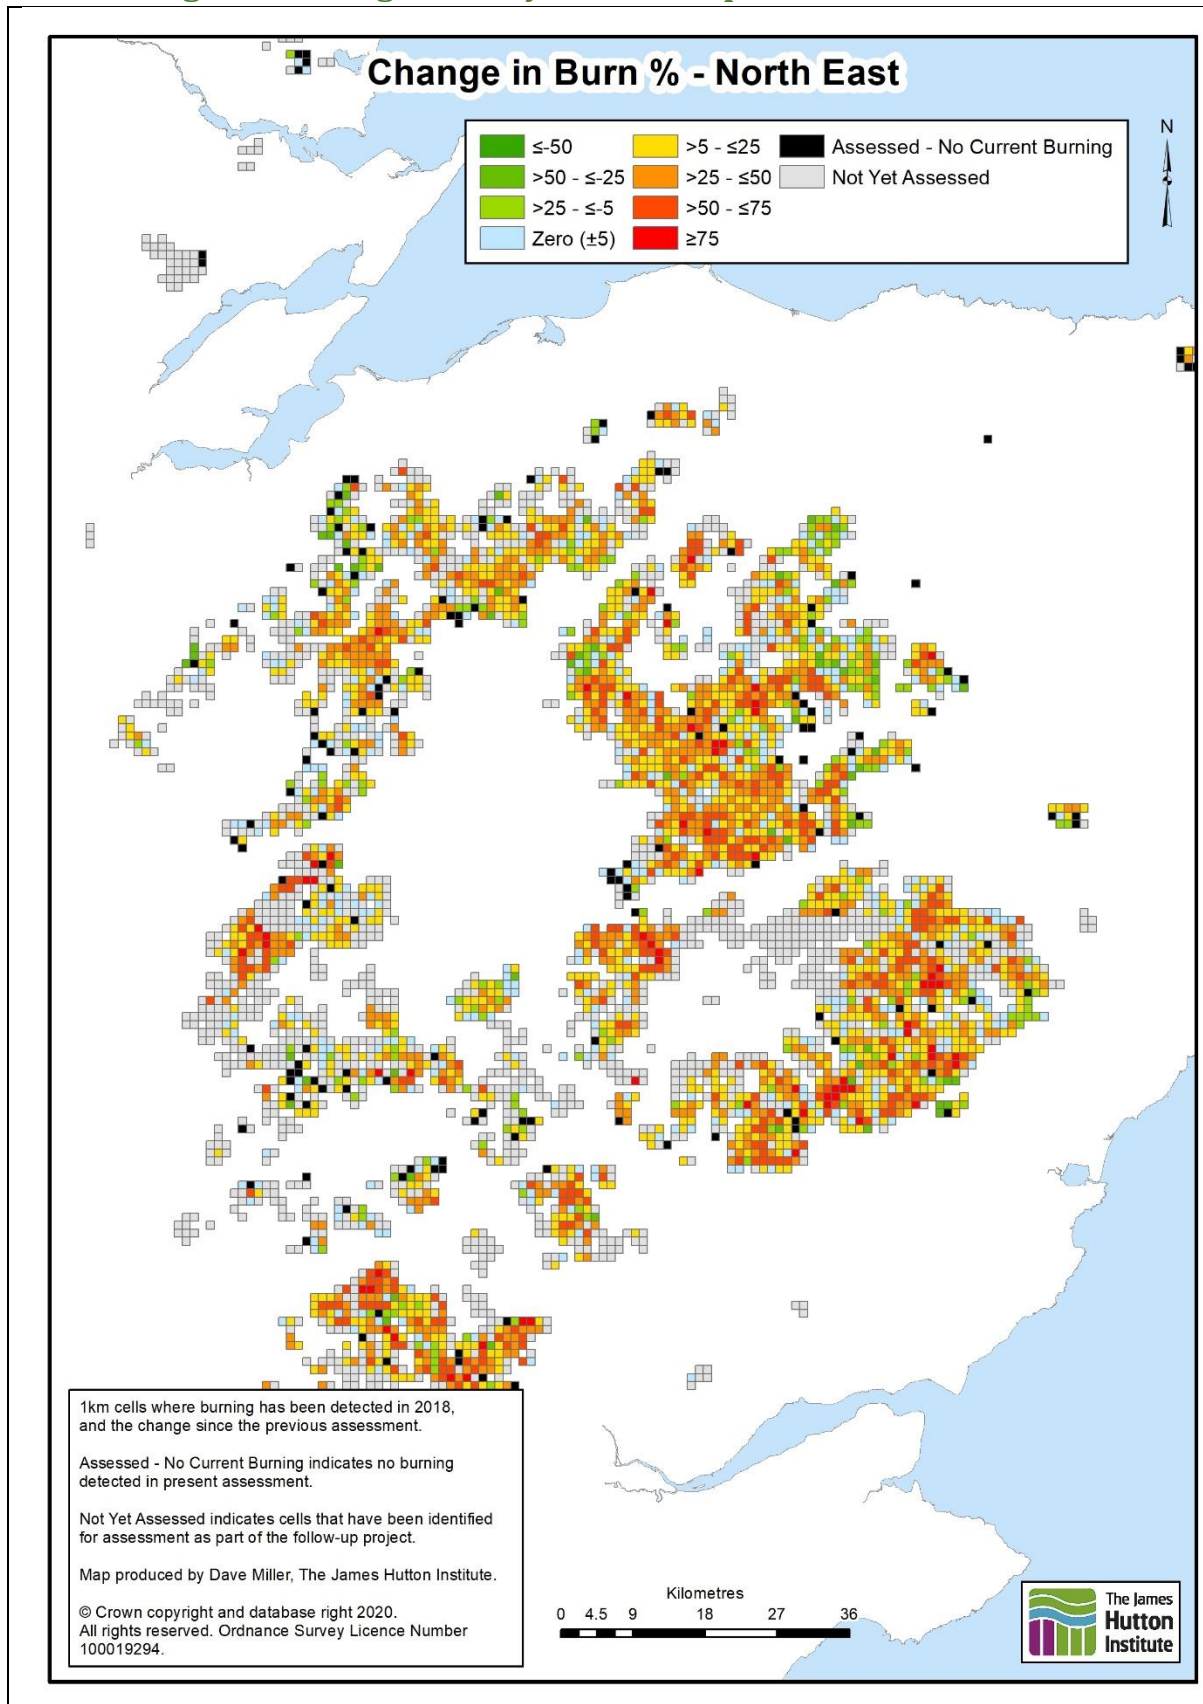 Change in Burn % - North East
≤-50
>50 - ≤-25
>25 - ≤-5
Zero (±5)
>5 - ≤25
>25 - ≤50
>50 - ≤75
≥75
Assessed - No Current Burning
Not Yet Assessed
N
1km cells where burning has been detected in 2018,
and the change since the previous assessment.
Assessed - No Current Burning indicates no burning
detected in present assessment.
Not Yet Assessed indicates cells that have been identified
for assessment as part of the follow-up project.
Map produced by Dave Miller, The James Hutton Institute.
© Crown copyright and database right 2020.
All rights reserved. Ordnance Survey Licence Number
100019294.
Kilometres
0 4.5 9 18 27 36
The James
Hutton
Institute